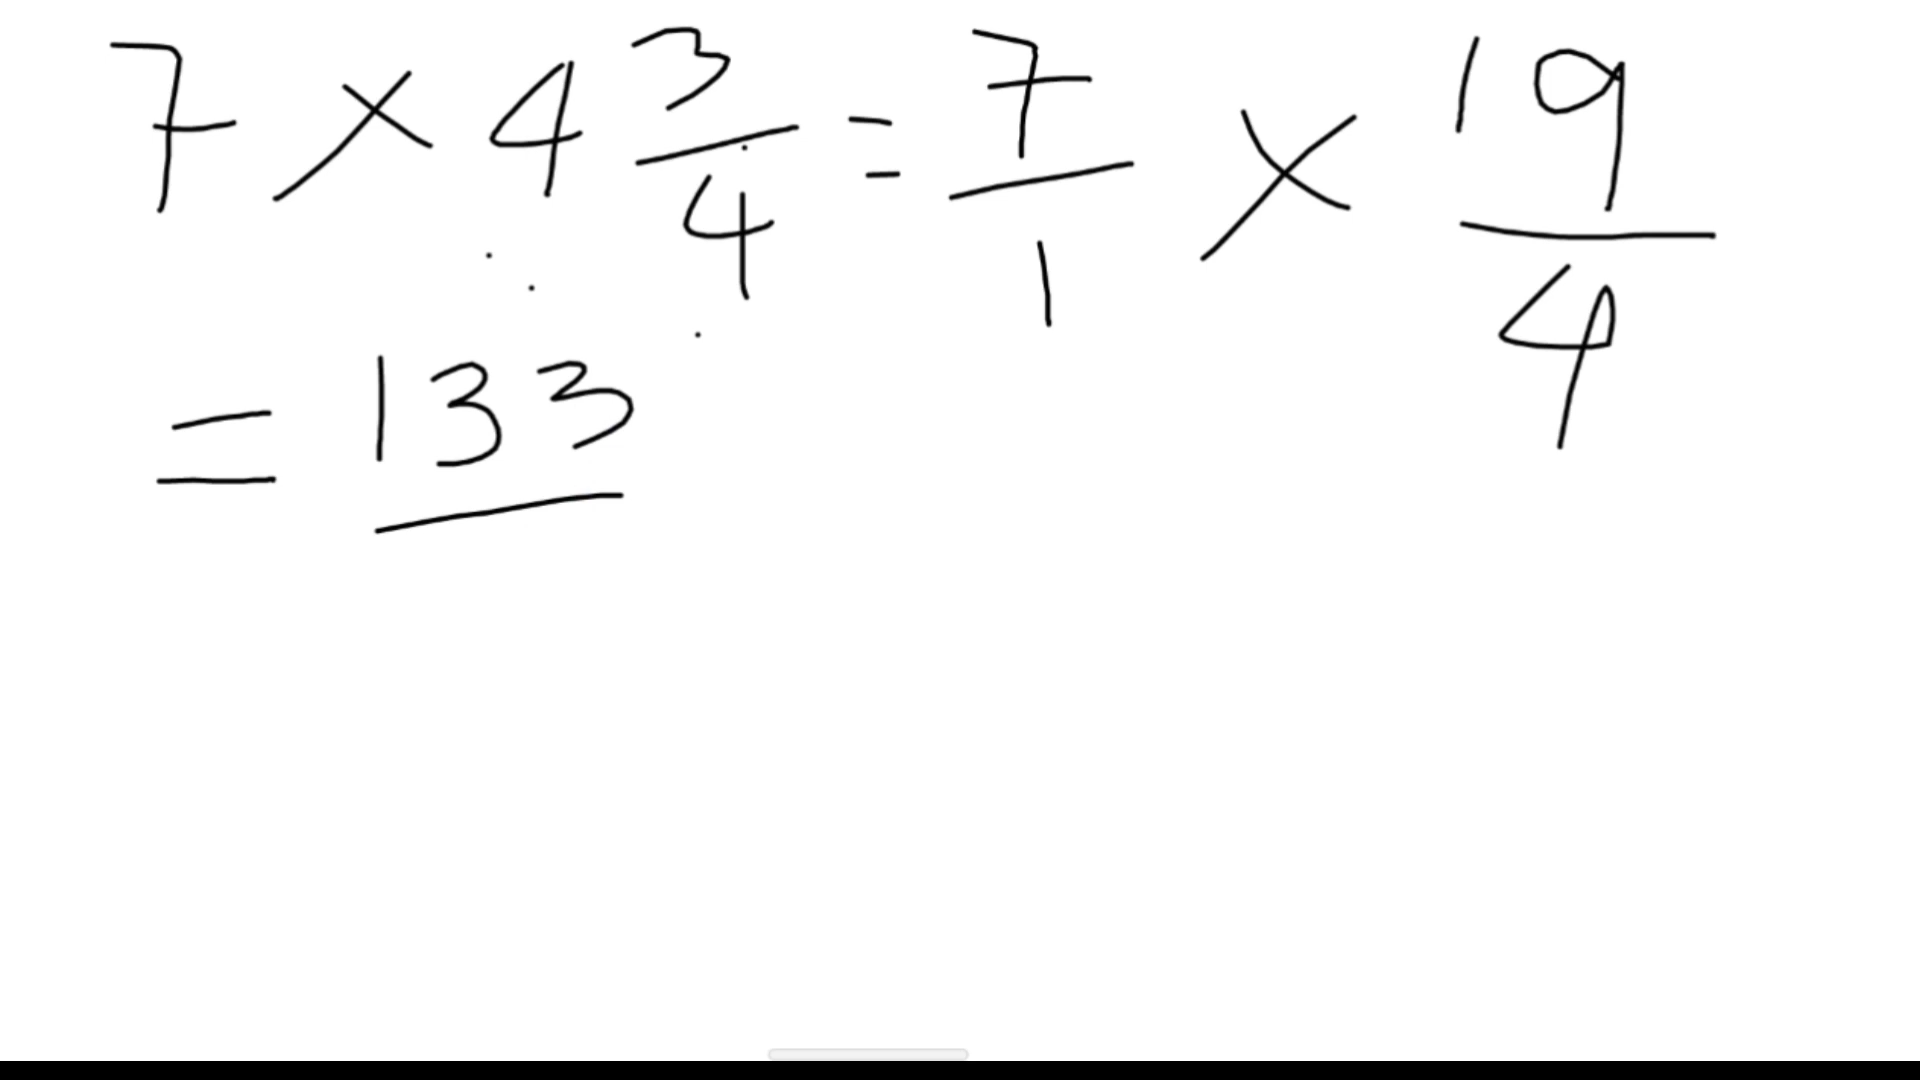 7 × 4 3/4 = 7/1 × 19/4
= 133/